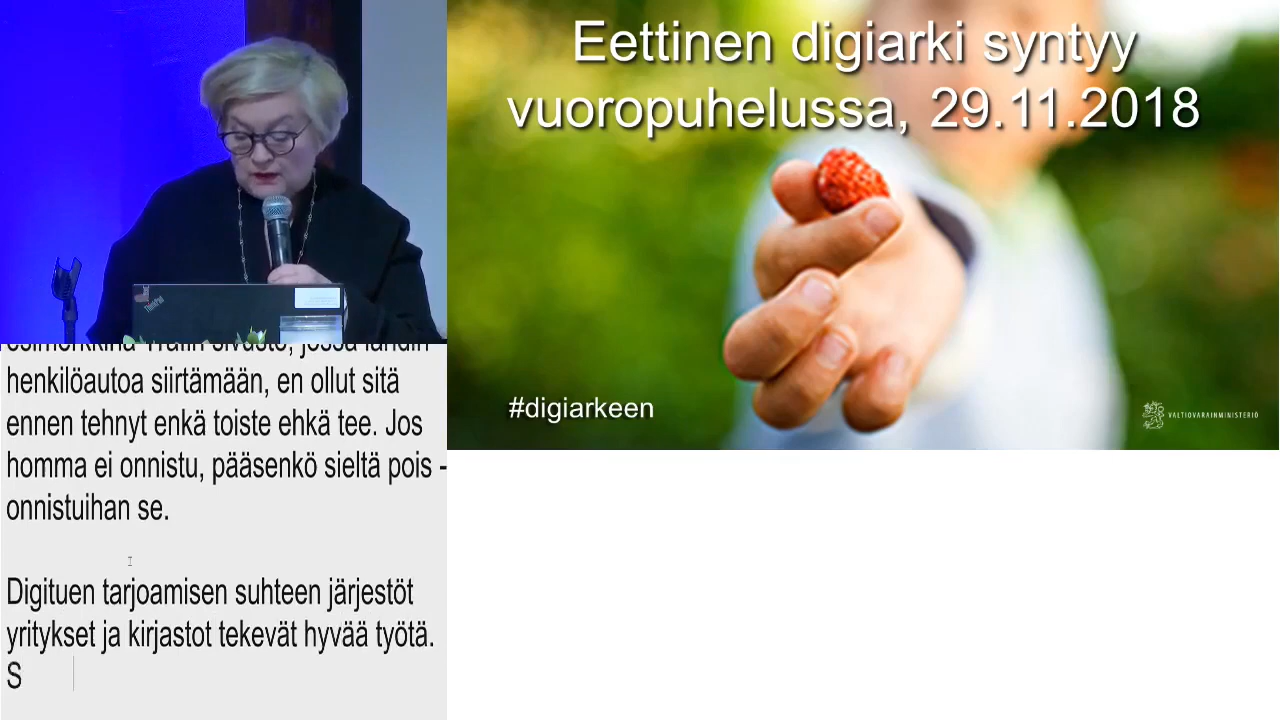 Eettinen digiarki syntyy
vuoropuhelussa, 29.11.2018
#digiarkeen
VALTIOVARAINMINISTERIÖ
ThinkPad
henkilöautoa siirtämään, en ollut sitä
ennen tehnyt enkä toiste ehkä tee. Jos
homma ei onnistu, pääsenkö sieltä pois -
onnistuihan se.
Digituen tarjoamisen suhteen järjestöt
yritykset ja kirjastot tekevät hyvää työtä.
S